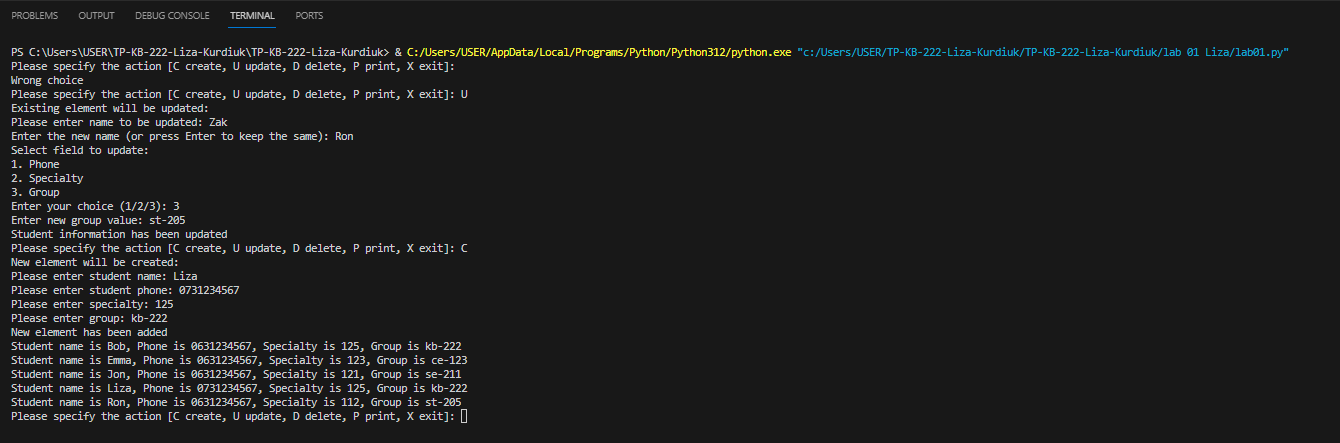 PROBLEMS OUTPUT DEBUG CONSOLE TERMINAL PORTS
PS C:\Users\USER\TP-KB-222-Liza-Kurdiuk\TP-KB-222-Liza-Kurdiuk> & C:/Users/USER/AppData/Local/Programs/Python/Python312/python.exe "c:/Users/USER/TP-KB-222-Liza-Kurdiuk/TP-KB-222-Liza-Kurdiuk/lab 01 Liza/lab01.py"
Please specify the action [C create, U update, D delete, P print, X exit]:
Wrong choice
Please specify the action [C create, U update, D delete, P print, X exit]: U
Existing element will be updated:
Please enter name to be updated: Zak
Enter the new name (or press Enter to keep the same): Ron
Select field to update:
1. Phone
2. Specialty
3. Group
Enter your choice (1/2/3): 3
Enter new group value: st-205
Student information has been updated
Please specify the action [C create, U update, D delete, P print, X exit]: C
New element will be created:
Please enter student name: Liza
Please enter student phone: 0731234567
Please enter specialty: 125
Please enter group: kb-222
New element has been added
Student name is Bob, Phone is 0631234567, Specialty is 125, Group is kb-222
Student name is Emma, Phone is 0631234567, Specialty is 123, Group is ce-123
Student name is Jon, Phone is 0631234567, Specialty is 121, Group is se-211
Student name is Liza, Phone is 0731234567, Specialty is 125, Group is kb-222
Student name is Ron, Phone is 0631234567, Specialty is 112, Group is st-205
Please specify the action [C create, U update, D delete, P print, X exit]: